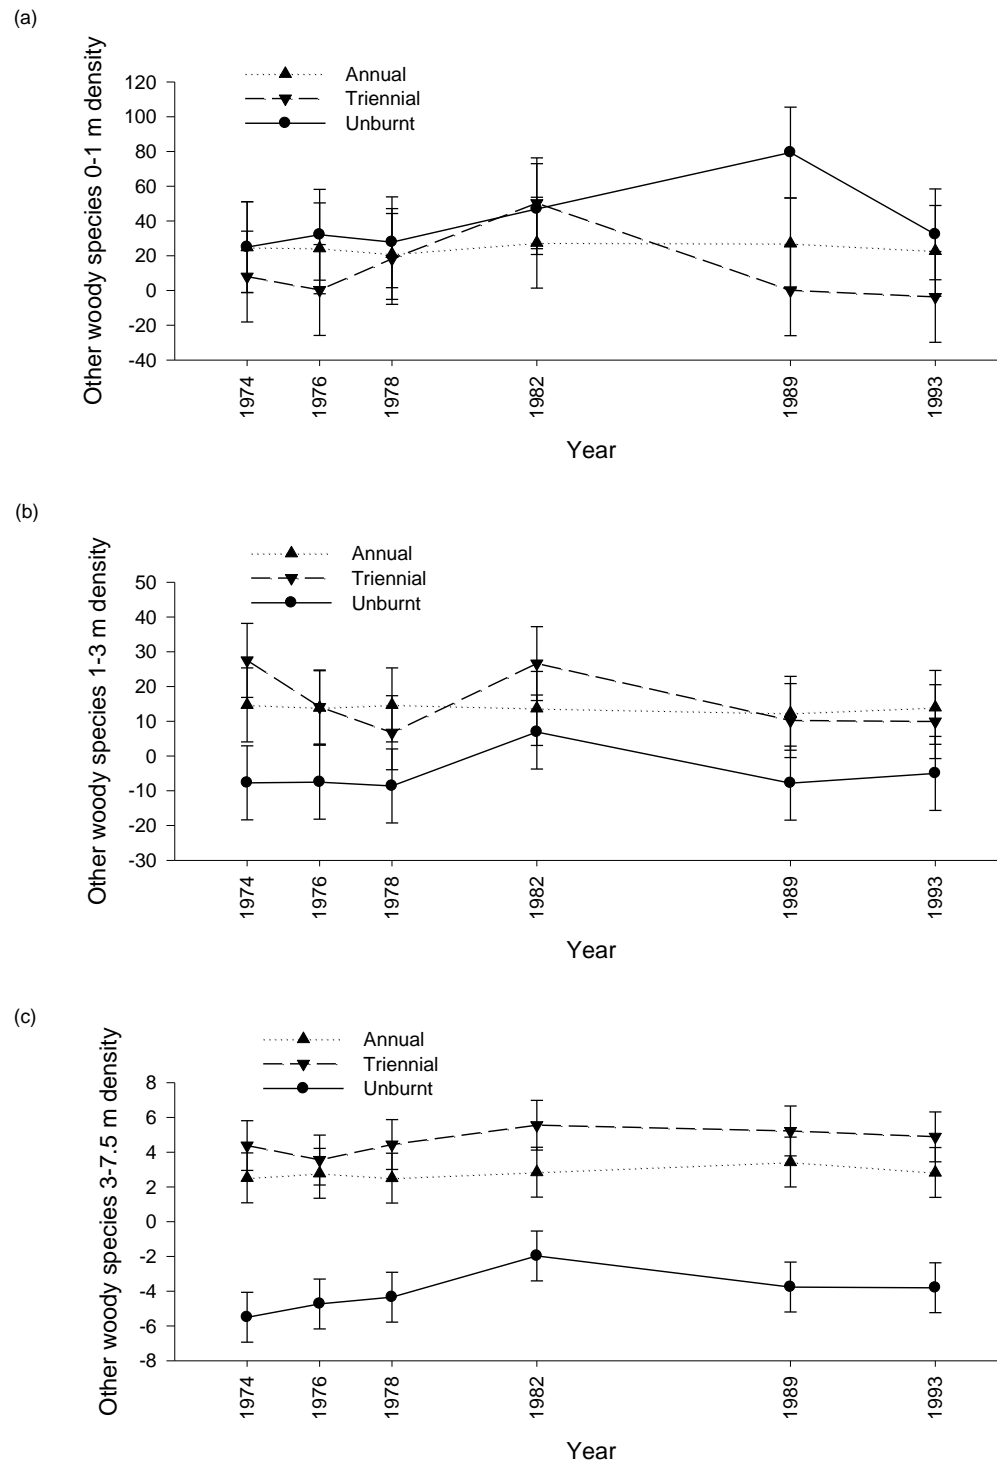 (a)
Other woody species 0-1 m density
Annual
Triennial
Unburnt
120
100
80
60
40
20
0
-20
-40
1974
1976
1978
1982
1989
1993
Year
(b)
Other woody species 1-3 m density
Annual
Triennial
Unburnt
50
40
30
20
10
0
-10
-20
-30
1974
1976
1978
1982
1989
1993
Year
(c)
Other woody species 3-7.5 m density
Annual
Triennial
Unburnt
8
6
4
2
0
-2
-4
-6
-8
1974
1976
1978
1982
1989
1993
Year